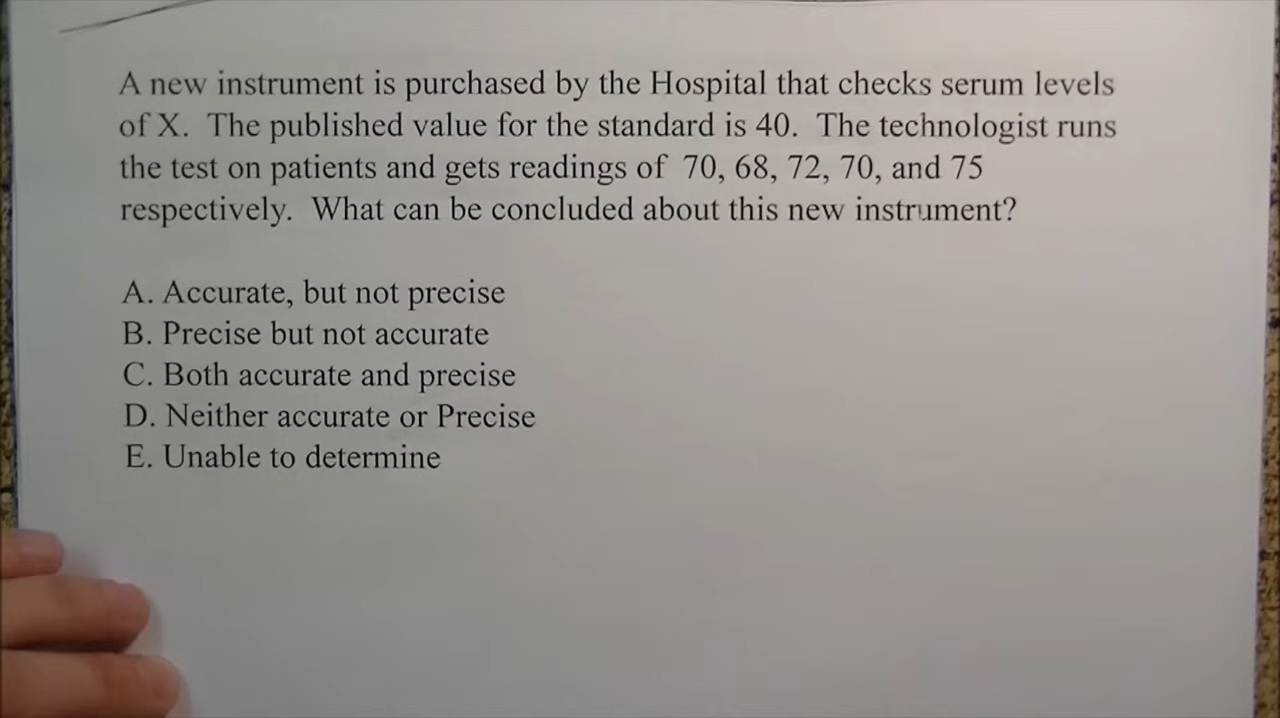 A new instrument is purchased by the Hospital that checks serum levels
of X. The published value for the standard is 40. The technologist runs
the test on patients and gets readings of 70, 68, 72, 70, and 75
respectively. What can be concluded about this new instrument?
A. Accurate, but not precise
B. Precise but not accurate
C. Both accurate and precise
D. Neither accurate or Precise
E. Unable to determine